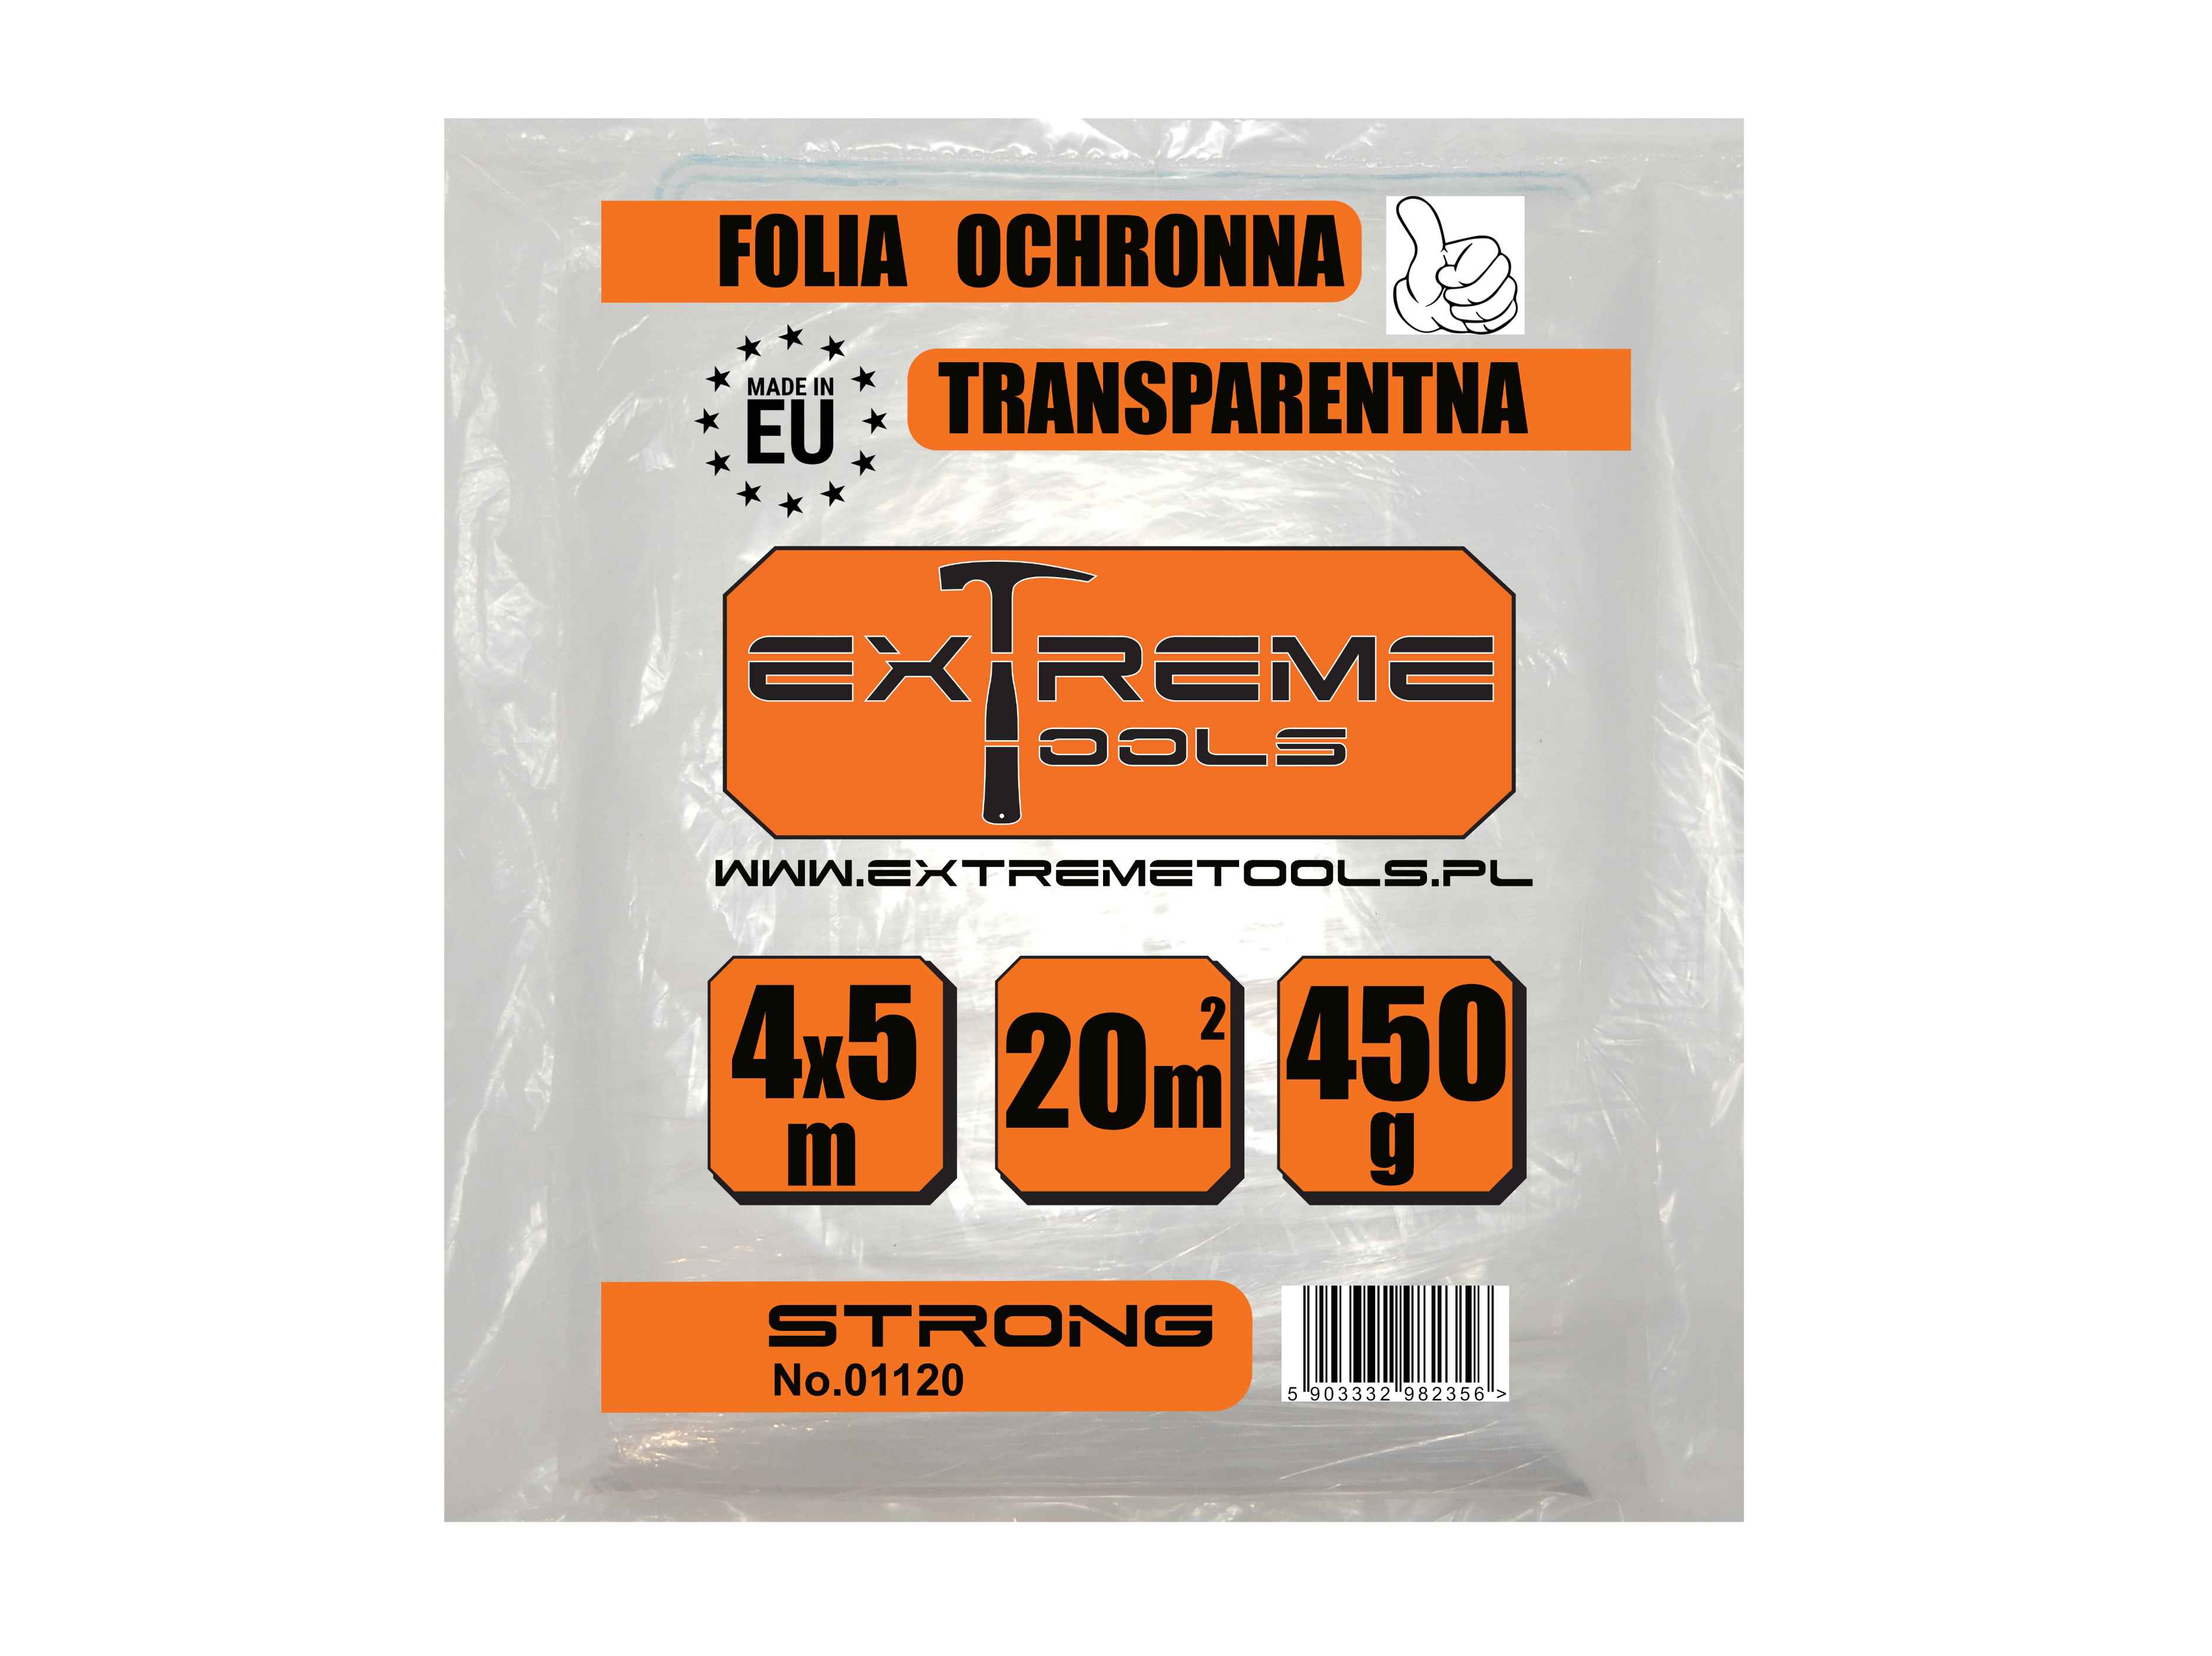 FOLIA OCHRONNA
MADE IN
EU
TRANSPARENTNA
EXTREME
TOOLS
WWW.EXTREMETOOLS.PL
4x5
m
20m²
450
g
STRONG
No.01120
5 903332 982356 >